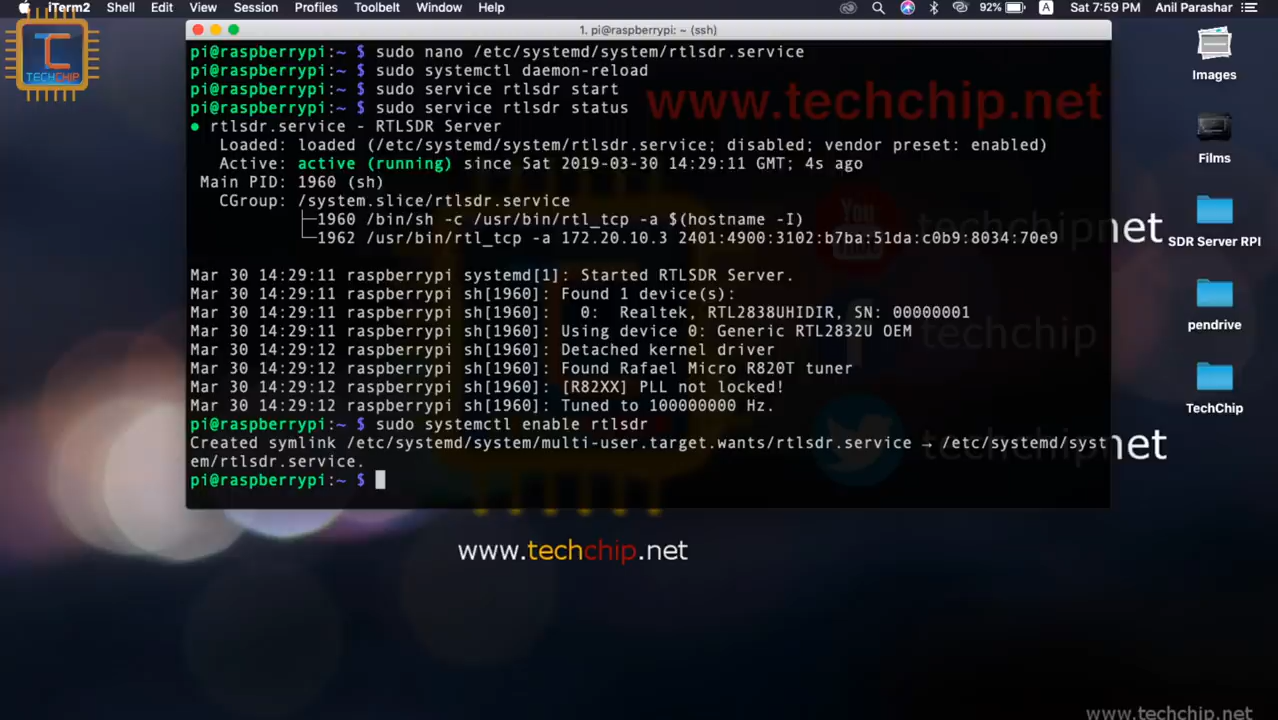 iTerm2 Shell Edit View Session Profiles Toolbelt Window Help 92% A Sat 7:59 PM Anil Parashar
TECHCHIP
1. pi@raspberrypi: ~ (ssh)
pi@raspberrypi:~ $ sudo nano /etc/systemd/system/rtlsdr.service
pi@raspberrypi:~ $ sudo systemctl daemon-reload
pi@raspberrypi:~ $ sudo service rtlsdr start
pi@raspberrypi:~ $ sudo service rtlsdr status
● rtlsdr.service - RTLSDR Server
Loaded: loaded (/etc/systemd/system/rtlsdr.service; disabled; vendor preset: enabled)
Active: active (running) since Sat 2019-03-30 14:29:11 GMT; 4s ago
Main PID: 1960 (sh)
CGroup: /system.slice/rtlsdr.service
├─1960 /bin/sh -c /usr/bin/rtl_tcp -a $(hostname -I)
└─1962 /usr/bin/rtl_tcp -a 172.20.10.3 2401:4900:3102:b7ba:51da:c0b9:8034:70e9
Mar 30 14:29:11 raspberrypi systemd[1]: Started RTLSDR Server.
Mar 30 14:29:11 raspberrypi sh[1960]: Found 1 device(s):
Mar 30 14:29:11 raspberrypi sh[1960]: 0: Realtek, RTL2838UHIDIR, SN: 00000001
Mar 30 14:29:11 raspberrypi sh[1960]: Using device 0: Generic RTL2832U OEM
Mar 30 14:29:12 raspberrypi sh[1960]: Detached kernel driver
Mar 30 14:29:12 raspberrypi sh[1960]: Found Rafael Micro R820T tuner
Mar 30 14:29:12 raspberrypi sh[1960]: [R82XX] PLL not locked!
Mar 30 14:29:12 raspberrypi sh[1960]: Tuned to 100000000 Hz.
pi@raspberrypi:~ $ sudo systemctl enable rtlsdr
Created symlink /etc/systemd/system/multi-user.target.wants/rtlsdr.service → /etc/systemd/syst
em/rtlsdr.service.
pi@raspberrypi:~ $
www.techchip.net
You
techchipnet
techchip
techchipnet
www.techchip.net
Images
Films
SDR Server RPI
pendrive
TechChip
www.techchip.net